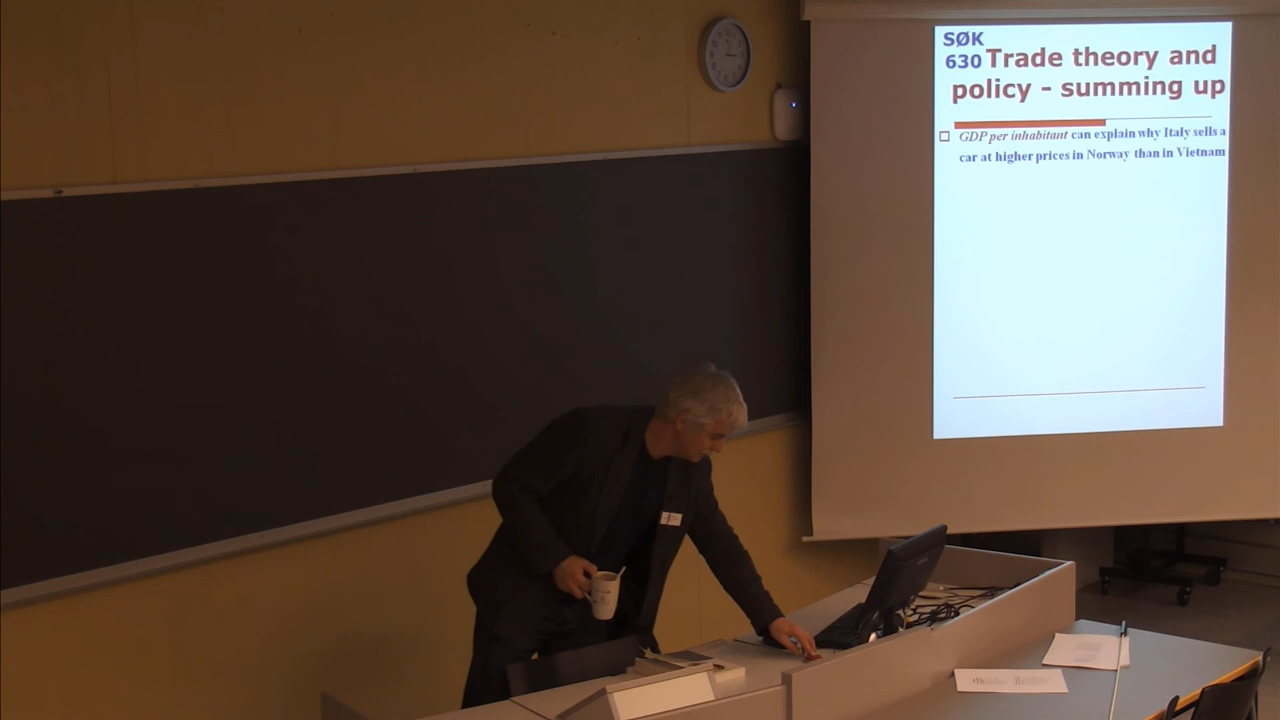 SØK
630 Trade theory and
policy - summing up
GDP per inhabitant can explain why Italy sells a
car at higher prices in Norway than in Vietnam